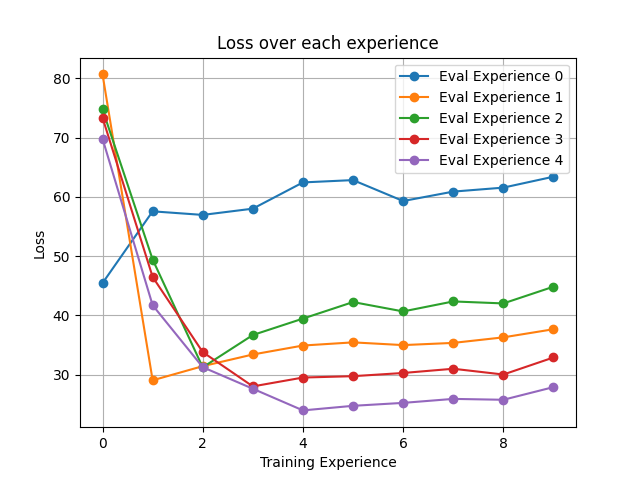 Loss over each experience
Eval Experience 0
Eval Experience 1
Eval Experience 2
Eval Experience 3
Eval Experience 4
Loss
80
70
60
50
40
30
0 2 4 6 8
Training Experience